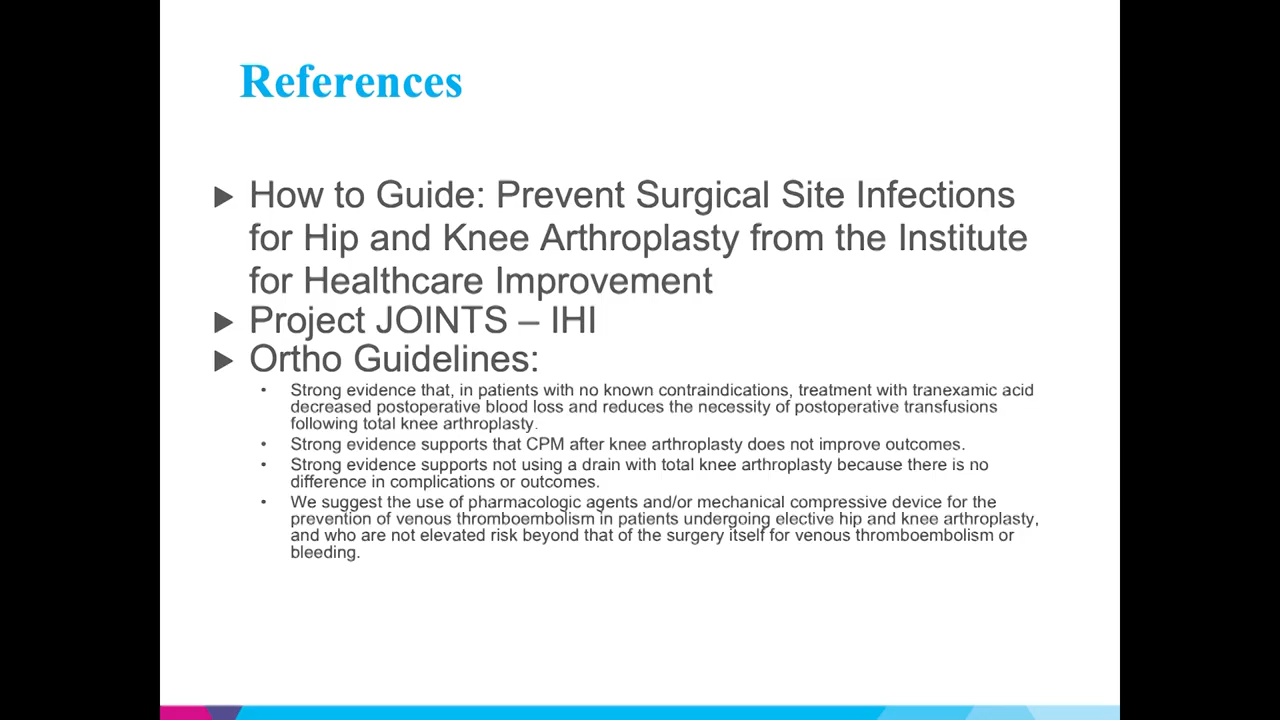 References
How to Guide: Prevent Surgical Site Infections
for Hip and Knee Arthroplasty from the Institute
for Healthcare Improvement
Project JOINTS – IHI
Ortho Guidelines:
• Strong evidence that, in patients with no known contraindications, treatment with tranexamic acid
decreased postoperative blood loss and reduces the necessity of postoperative transfusions
following total knee arthroplasty.
• Strong evidence supports that CPM after knee arthroplasty does not improve outcomes.
• Strong evidence supports not using a drain with total knee arthroplasty because there is no
difference in complications or outcomes.
• We suggest the use of pharmacologic agents and/or mechanical compressive device for the
prevention of venous thromboembolism in patients undergoing elective hip and knee arthroplasty,
and who are not elevated risk beyond that of the surgery itself for venous thromboembolism or
bleeding.